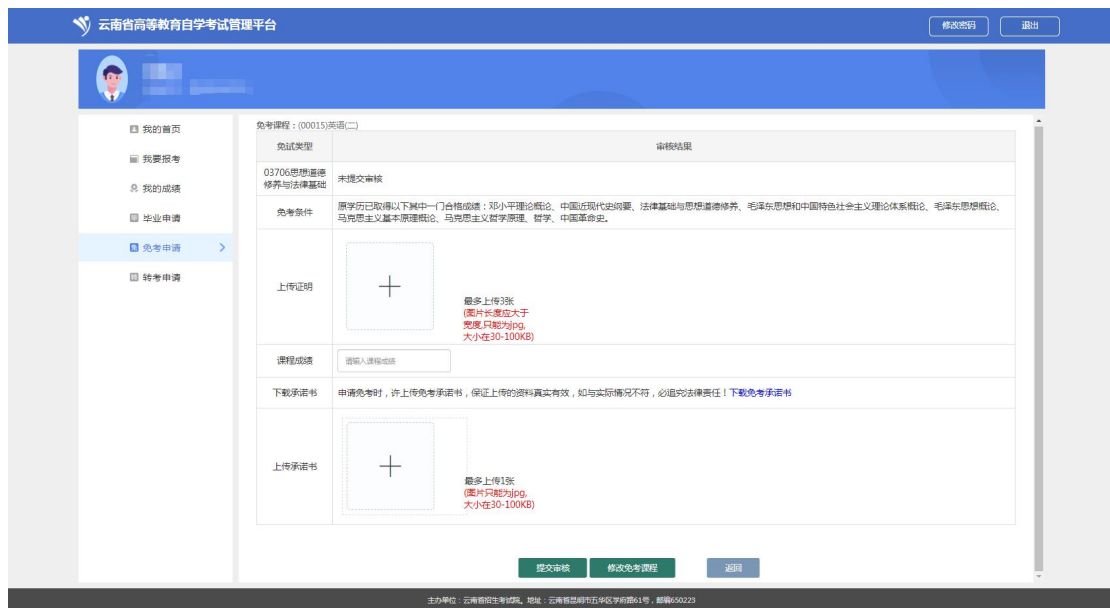 云南省高等教育自学考试管理平台
修改密码
退出
我的首页
我要报考
我的成绩
毕业申请
免考申请
转考申请
免考课程：(00015)英语(二)
免试类型
审核结果
03706思想道德
修养与法律基础
未提交审核
免考条件
原学历已取得以下其中一门合格成绩：邓小平理论概论、中国近现代史纲要、法律基础与思想道德修养、毛泽东思想和中国特色社会主义理论体系概论、毛泽东思想概论、
马克思主义基本原理概论、马克思主义哲学原理、哲学、中国革命史。
上传证明
最多上传3张
(图片长度应大于
宽度,只能为jpg,
大小在30-100KB)
课程成绩
请输入课程成绩
下载承诺书
申请免考时，许上传免考承诺书，保证上传的资料真实有效，如与实际情况不符，必追究法律责任！下载免考承诺书
上传承诺书
最多上传1张
(图片只能为jpg,
大小在30-100KB)
提交审核
修改免考课程
返回
主办单位：云南省招生考试院。地址：云南省昆明市五华区学府路61号，邮编650223